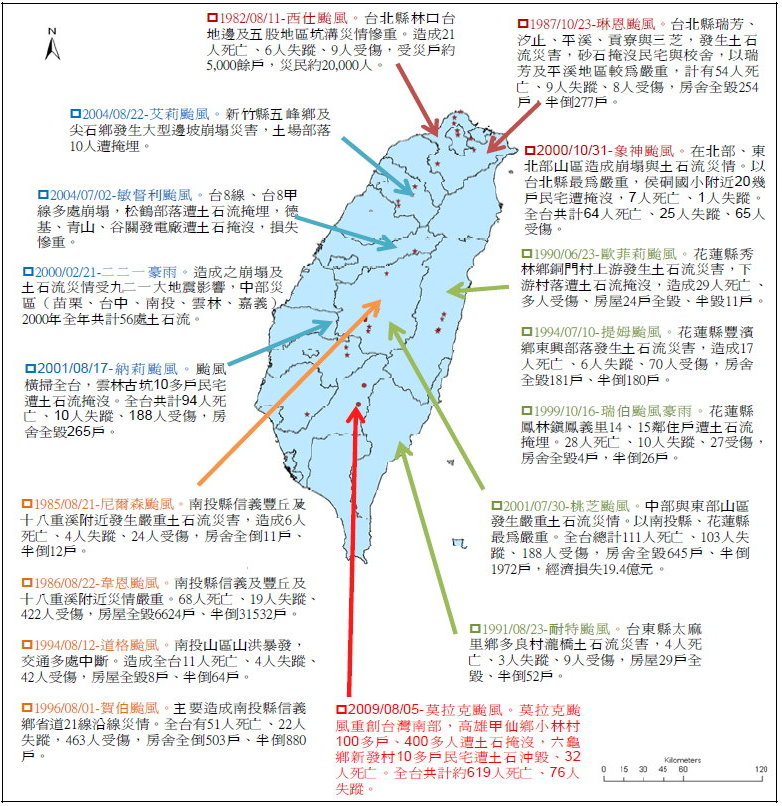 N
1982/08/11-西仕颱風。台北縣林口台
地邊及五股地區坑溝災情慘重。造成21
人死亡、6人失蹤、9人受傷，受災戶約
5,000餘戶，災民約20,000人。
1987/10/23-琳恩颱風。台北縣瑞芳、
汐止、平溪、貢寮與三芝，發生土石
流災害，砂石掩沒民宅與校舍，以瑞
芳及平溪地區較為嚴重，計有54人死
亡、9人失蹤、8人受傷，房舍全毀254
戶、半倒277戶。
2004/08/22-艾莉颱風。新竹縣五峰鄉及
尖石鄉發生大型邊坡崩塌災害，土場部落
10人遭掩埋。
2000/10/31-象神颱風。在北部、東
北部山區造成崩塌與土石流災情。以
台北縣最為嚴重，侯硐國小附近20幾
戶民宅遭掩沒，7人死亡、1人失蹤。
全台共計64人死亡、25人失蹤、65人
受傷。
2004/07/02-敏督利颱風。台8線、台8甲
線多處崩塌，松鶴部落遭土石流掩埋，德
基、青山、谷關發電廠遭土石掩沒，損失
慘重。
1990/06/23-歐菲莉颱風。花蓮縣秀
林鄉銅門村上游發生土石流災害，下
游村落遭土石流掩沒，造成29人死亡、
多人受傷、房屋24戶全毀、半毀11戶。
2000/02/21-二二一豪雨。造成之崩塌及
土石流災情受九二一大地震影響，中部災
區（苗栗、台中、南投、雲林、嘉義）
2000年全年共計56處土石流。
1994/07/10-提姆颱風。花蓮縣豐濱
鄉東興部落發生土石流災害，造成17
人死亡、6人失蹤、70人受傷，房舍
全毀181戶、半倒180戶。
2001/08/17-納莉颱風。颱風
橫掃全台，雲林古坑10多戶民宅
遭土石流掩沒。全台共計94人死
亡、10人失蹤、188人受傷，房
舍全毀265戶。
1999/10/16-瑞伯颱風豪雨。花蓮縣
鳳林鎮鳳義里14、15鄰住戶遭土石流
掩埋。28人死亡、10人失蹤、27受傷，
房舍全毀4戶，半倒26戶。
1985/08/21-尼爾森颱風。南投縣信義豐丘及
十八重溪附近發生嚴重土石流災害，造成6人
死亡、4人失蹤、24人受傷，房舍全倒11戶、
半倒12戶。
2001/07/30-桃芝颱風。中部與東部山區
發生嚴重土石流災情。以南投縣、花蓮縣
最為嚴重。全台總計111人死亡、103人失
蹤、188人受傷，房舍全毀645戶、半倒
1972戶，經濟損失19.4億元。
1986/08/22-韋恩颱風。南投縣信義及豐丘及
十八重溪附近災情嚴重。68人死亡、19人失蹤、
422人受傷，房屋全毀6624戶、半倒31532戶。
1991/08/23-耐特颱風。台東縣太麻
里鄉多良村瀧橋土石流災害，4人死
亡、3人失蹤、9人受傷，房屋29戶全
毀、半倒52戶。
1994/08/12-道格颱風。南投山區山洪暴發，
交通多處中斷。造成全台11人死亡、4人失蹤、
42人受傷，房屋全毀8戶、半倒64戶。
1996/08/01-賀伯颱風。主要造成南投縣信義
鄉省道21線沿線災情。全台有51人死亡、22人
失蹤，463人受傷，房舍全倒503戶、半倒880
戶。
2009/08/05-莫拉克颱風。莫拉克颱
風重創台灣南部，高雄甲仙鄉小林村
100多戶、400多人遭土石掩沒，六龜
鄉新發村10多戶民宅遭土石沖毀、32
人死亡。全台共計約619人死亡、76人
失蹤。
Kilometers
0 15 30 45 60 90 120